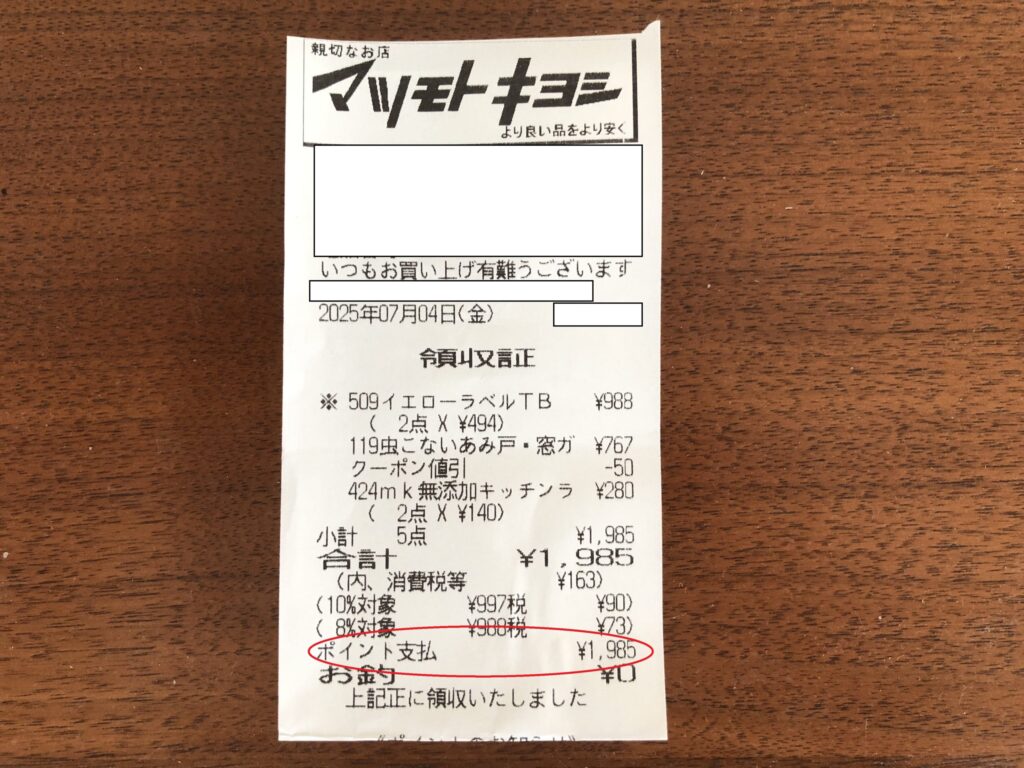 親切なお店
マツモトキヨシ
より良い品をより安く
いつもお買い上げ有難うございます
2025年07月04日(金)
領収証
※ 509イエローラベルTB ¥988
( 2点 X ¥494)
119虫こないあみ戸・窓ガ ¥767
クーポン値引 -50
424mk無添加キッチンラ ¥280
( 2点 X ¥140)
小計 5点 ¥1,985
合計 ¥1,985
(内、消費税等 ¥163)
(10%対象 ¥997税 ¥90)
( 8%対象 ¥988税 ¥73)
ポイント支払 ¥1,985
お釣 ¥0
上記正に領収いたしました